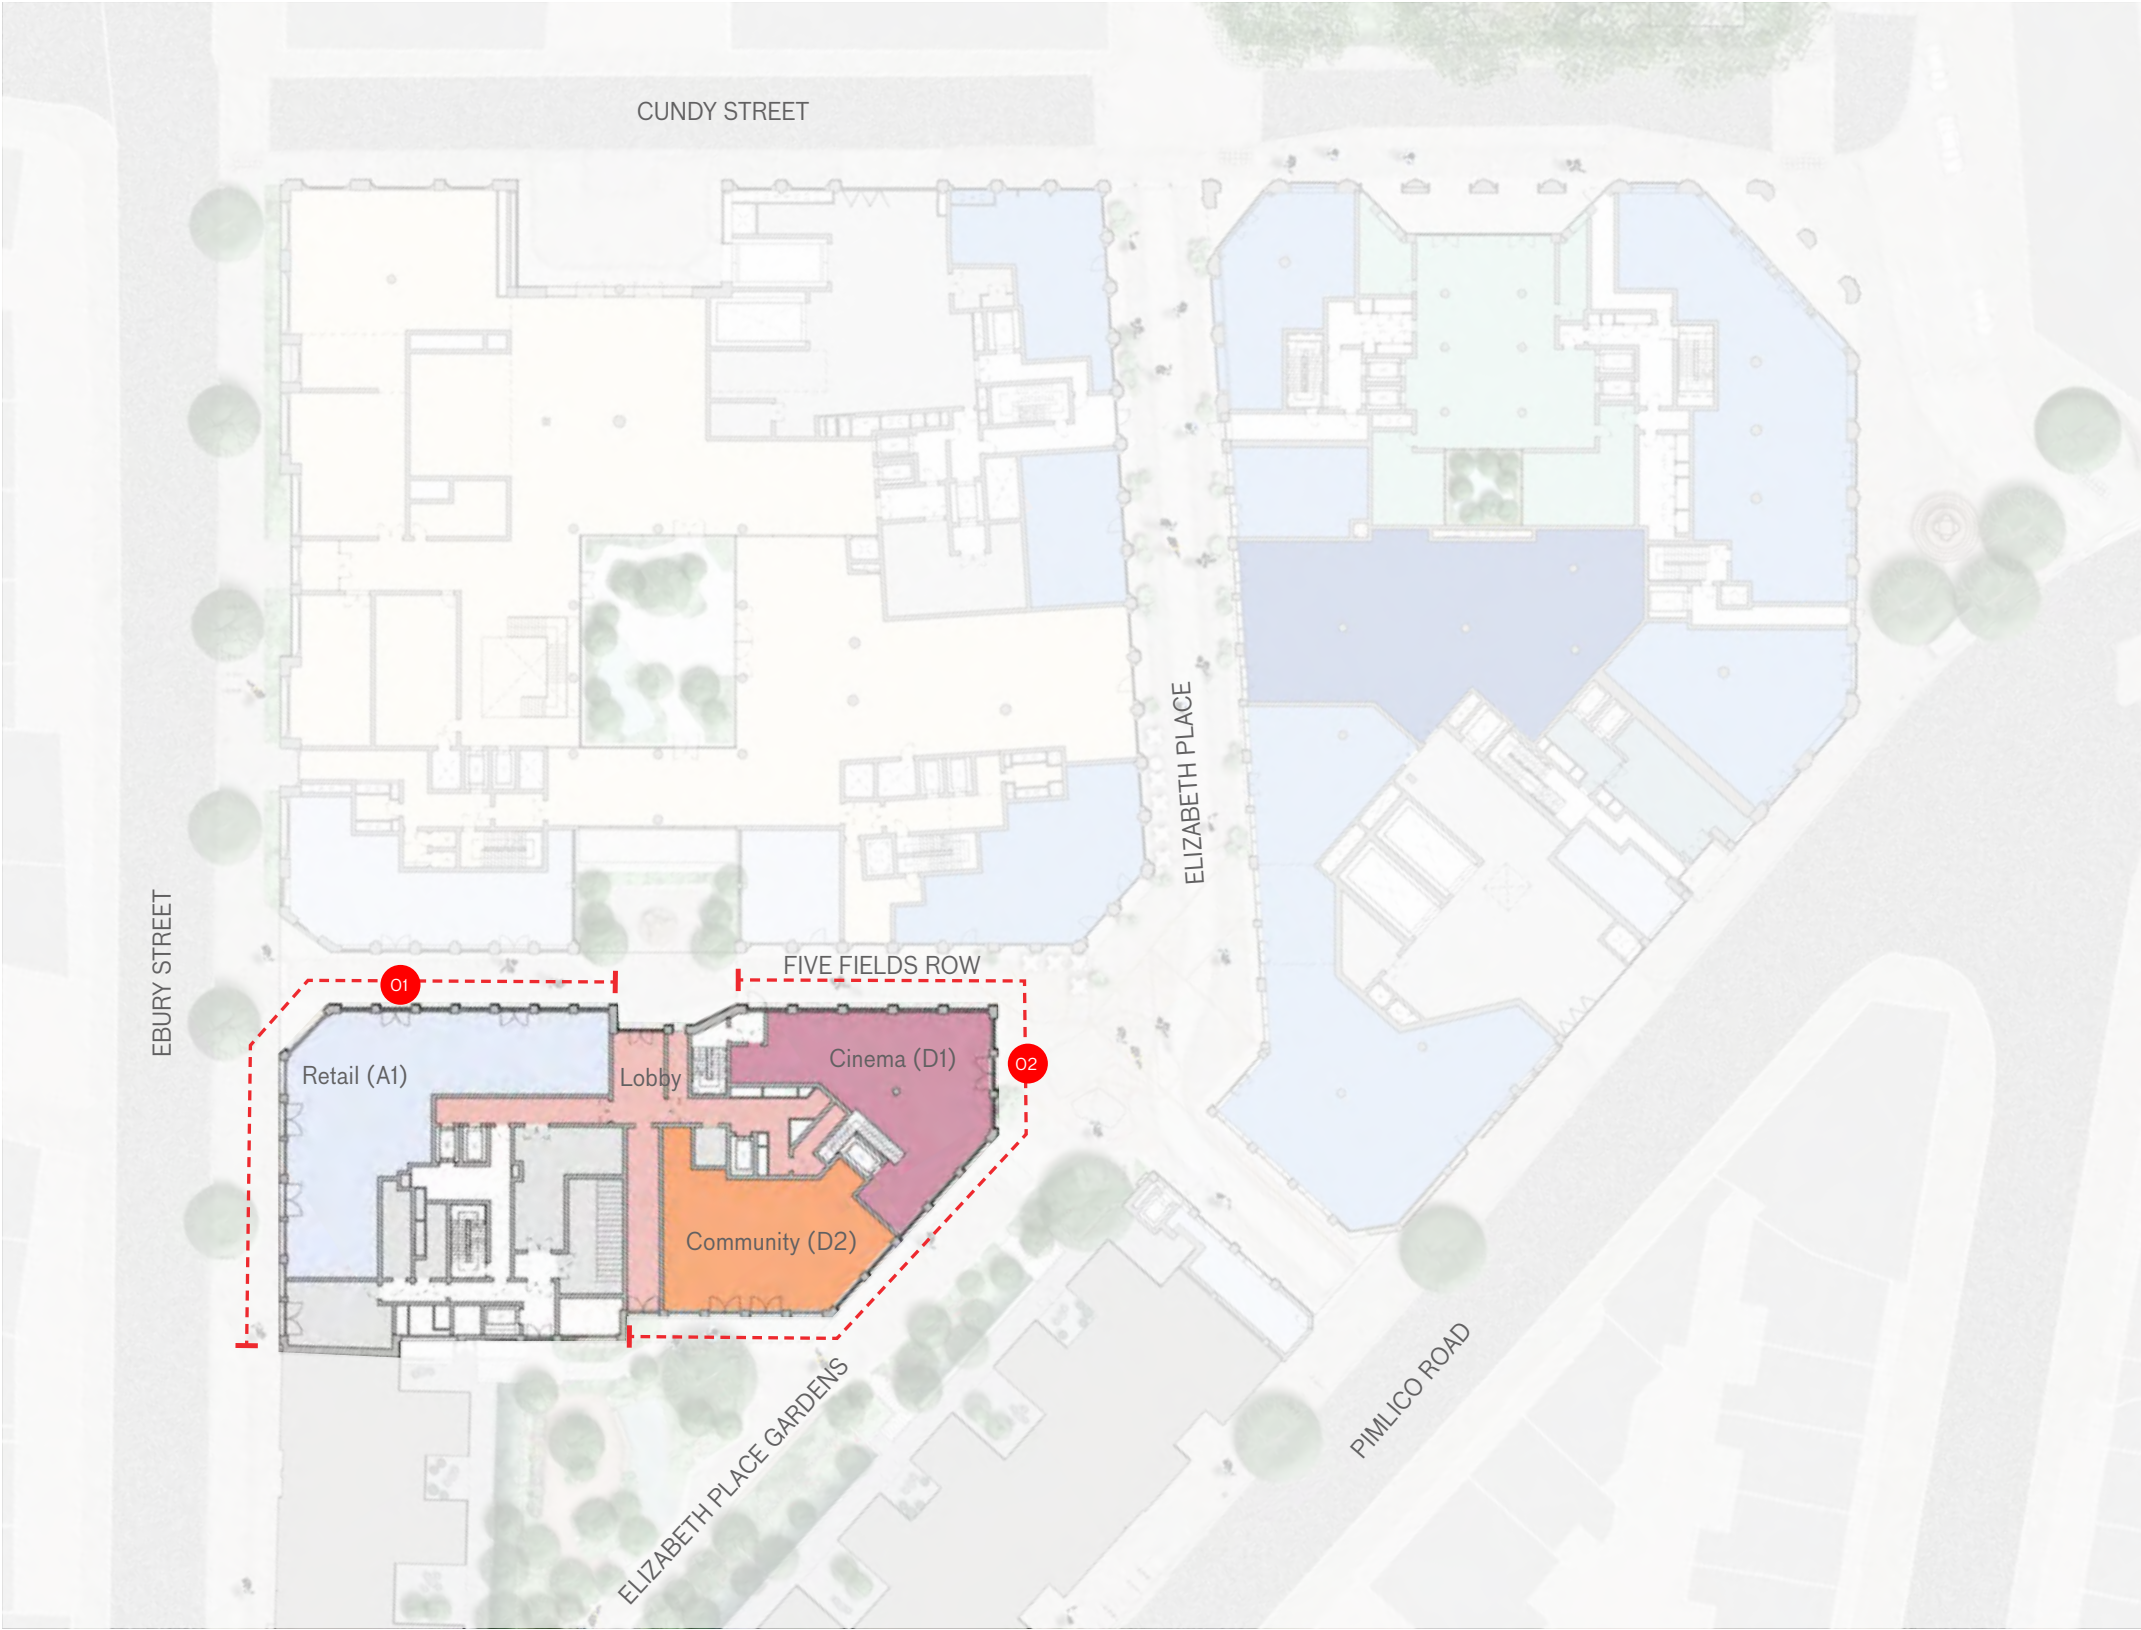 CUNDY STREET
ELIZABETH PLACE
EBURY STREET
FIVE FIELDS ROW
01
Retail (A1)
Lobby
Cinema (D1)
02
Community (D2)
ELIZABETH PLACE GARDENS
PIMLICO ROAD